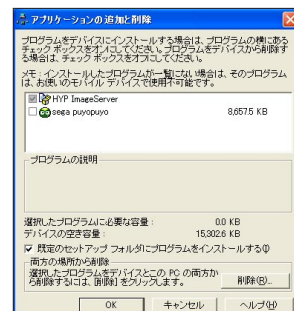 アプリケーションの追加と削除
プログラムをデバイスにインストールする場合は、プログラムの横にある
チェック ボックスをオンにしてください。プログラムをデバイスから削除す
る場合は、チェック ボックスをオフにしてください。
メモ : インストールしたプログラムが一覧にない場合は、そのプログラム
は、お使いのモバイル デバイスで使用不可能です。
HYP ImageServer
sega puyopuyo 8,657.5 KB
プログラムの説明
選択したプログラムに必要な容量 : 0.0 KB
デバイスの空き容量 : 15,302.6 KB
既定のセットアップ フォルダにプログラムをインストールする(I)
両方の場所から削除
選択したプログラムをデバイスとこの PC の両方か
ら削除するには、[削除] をクリックします。
削除(R)...
OK キャンセル ヘルプ(H)